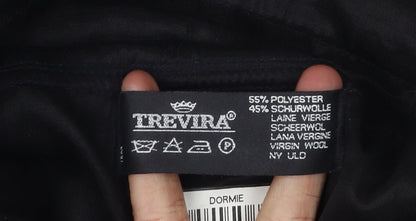 TREVIRA®
P
55% POLYESTER
45% SCHURWOLLE
LAINE VIERGE
SCHEERWOL
LANA VERGINE
VIRGIN WOOL
NY ULD
DORMIE